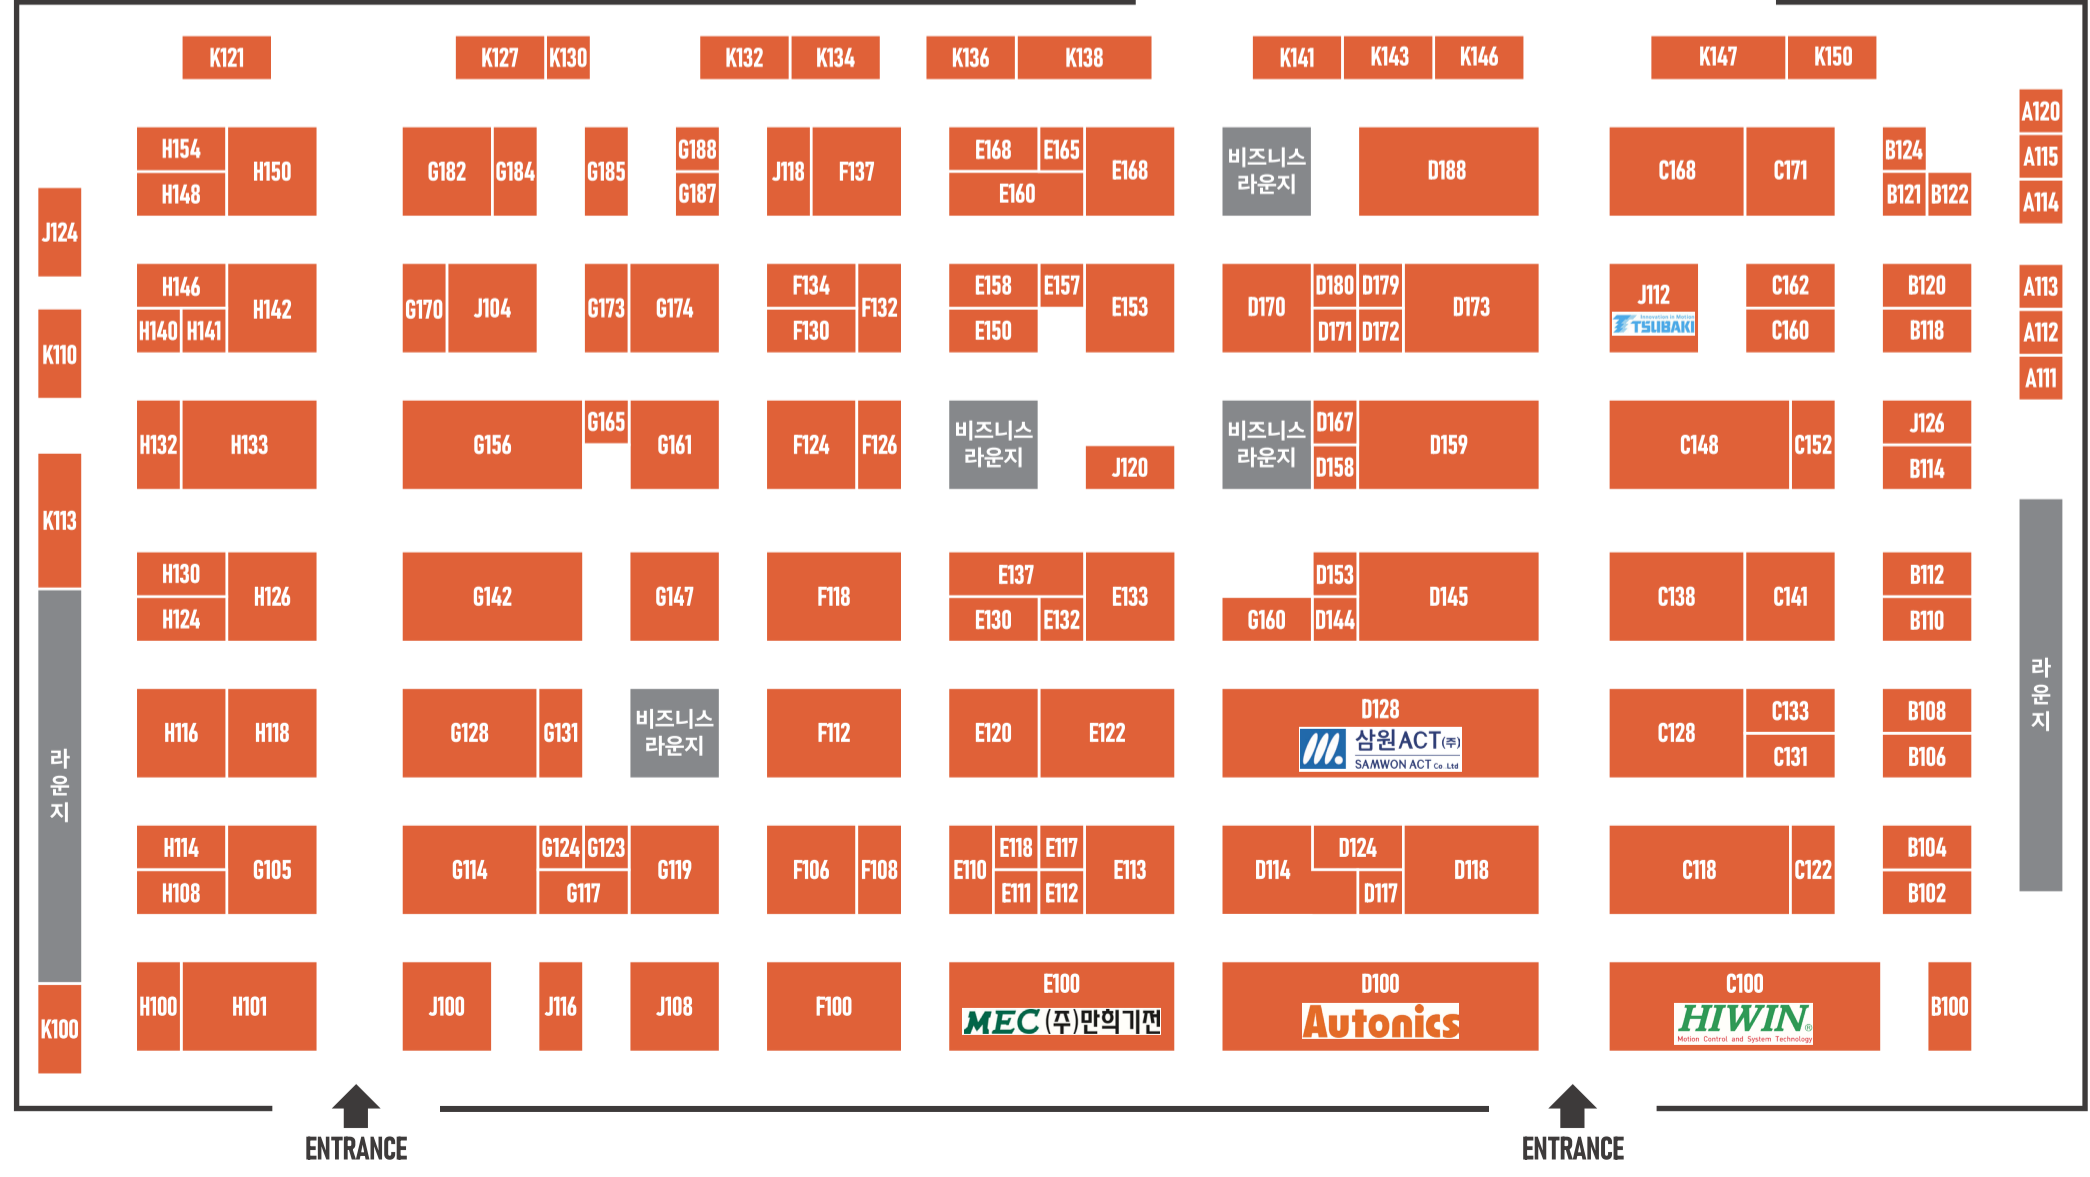 K121
K127
K130
K132
K134
K136
K138
K141
K143
K146
K147
K150
A120
A115
A114
H154
H148
H150
G182
G184
G185
G188
G187
J118
F137
E168
E165
E160
E168
비즈니스
라운지
D188
C168
C171
B124
B121
B122
J124
K110
H146
H140
H141
H142
G170
J104
G173
G174
F134
F130
F132
E158
E157
E150
E153
D170
D180
D179
D171
D172
D173
J112
Innovation in Motion
TSUBAKI
C162
C160
B120
B118
A113
A112
A111
K113
H132
H133
G156
G165
G161
F124
F126
비즈니스
라운지
J120
비즈니스
라운지
D167
D158
D159
C148
C152
J126
B114
H130
H124
H126
G142
G147
F118
E137
E130
E132
E133
G160
D153
D144
D145
C138
C141
B112
B110
라운지
라운지
H116
H118
G128
G131
비즈니스
라운지
F112
E120
E122
D128
삼원ACT(주)
SAMWON ACT Co .Ltd
C128
C133
C131
B108
B106
H114
H108
G105
G114
G124
G123
G117
G119
F106
F108
E110
E118
E117
E111
E112
E113
D114
D124
D117
D118
C118
C122
B104
B102
K100
H100
H101
J100
J116
J108
F100
E100
MEC (주)만희기전
D100
Autonics
C100
HIWIN®
Motion Control and System Technology
B100
ENTRANCE
ENTRANCE